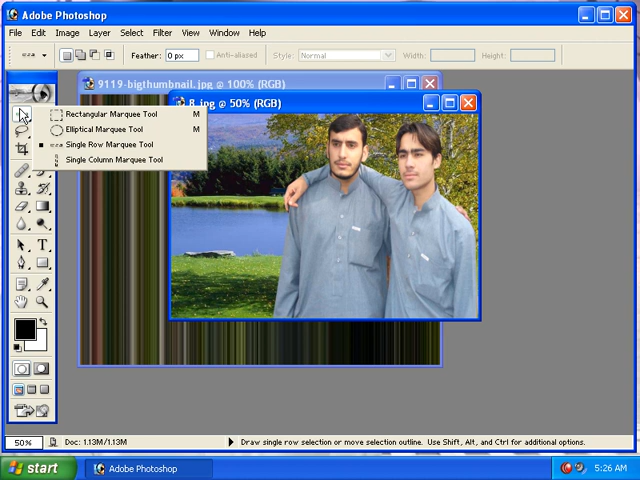 Adobe Photoshop
File Edit Image Layer Select Filter View Window Help
Feather: 0 px Anti-aliased Style: Normal Width: Height:
9119-bigthumbnail.jpg @ 100% (RGB)
8.jpg @ 50% (RGB)
Rectangular Marquee Tool M
Elliptical Marquee Tool M
Single Row Marquee Tool
Single Column Marquee Tool
T
50% Doc: 1.13M/1.13M Draw single row selection or move selection outline. Use Shift, Alt, and Ctrl for additional options.
start Adobe Photoshop 5:26 AM